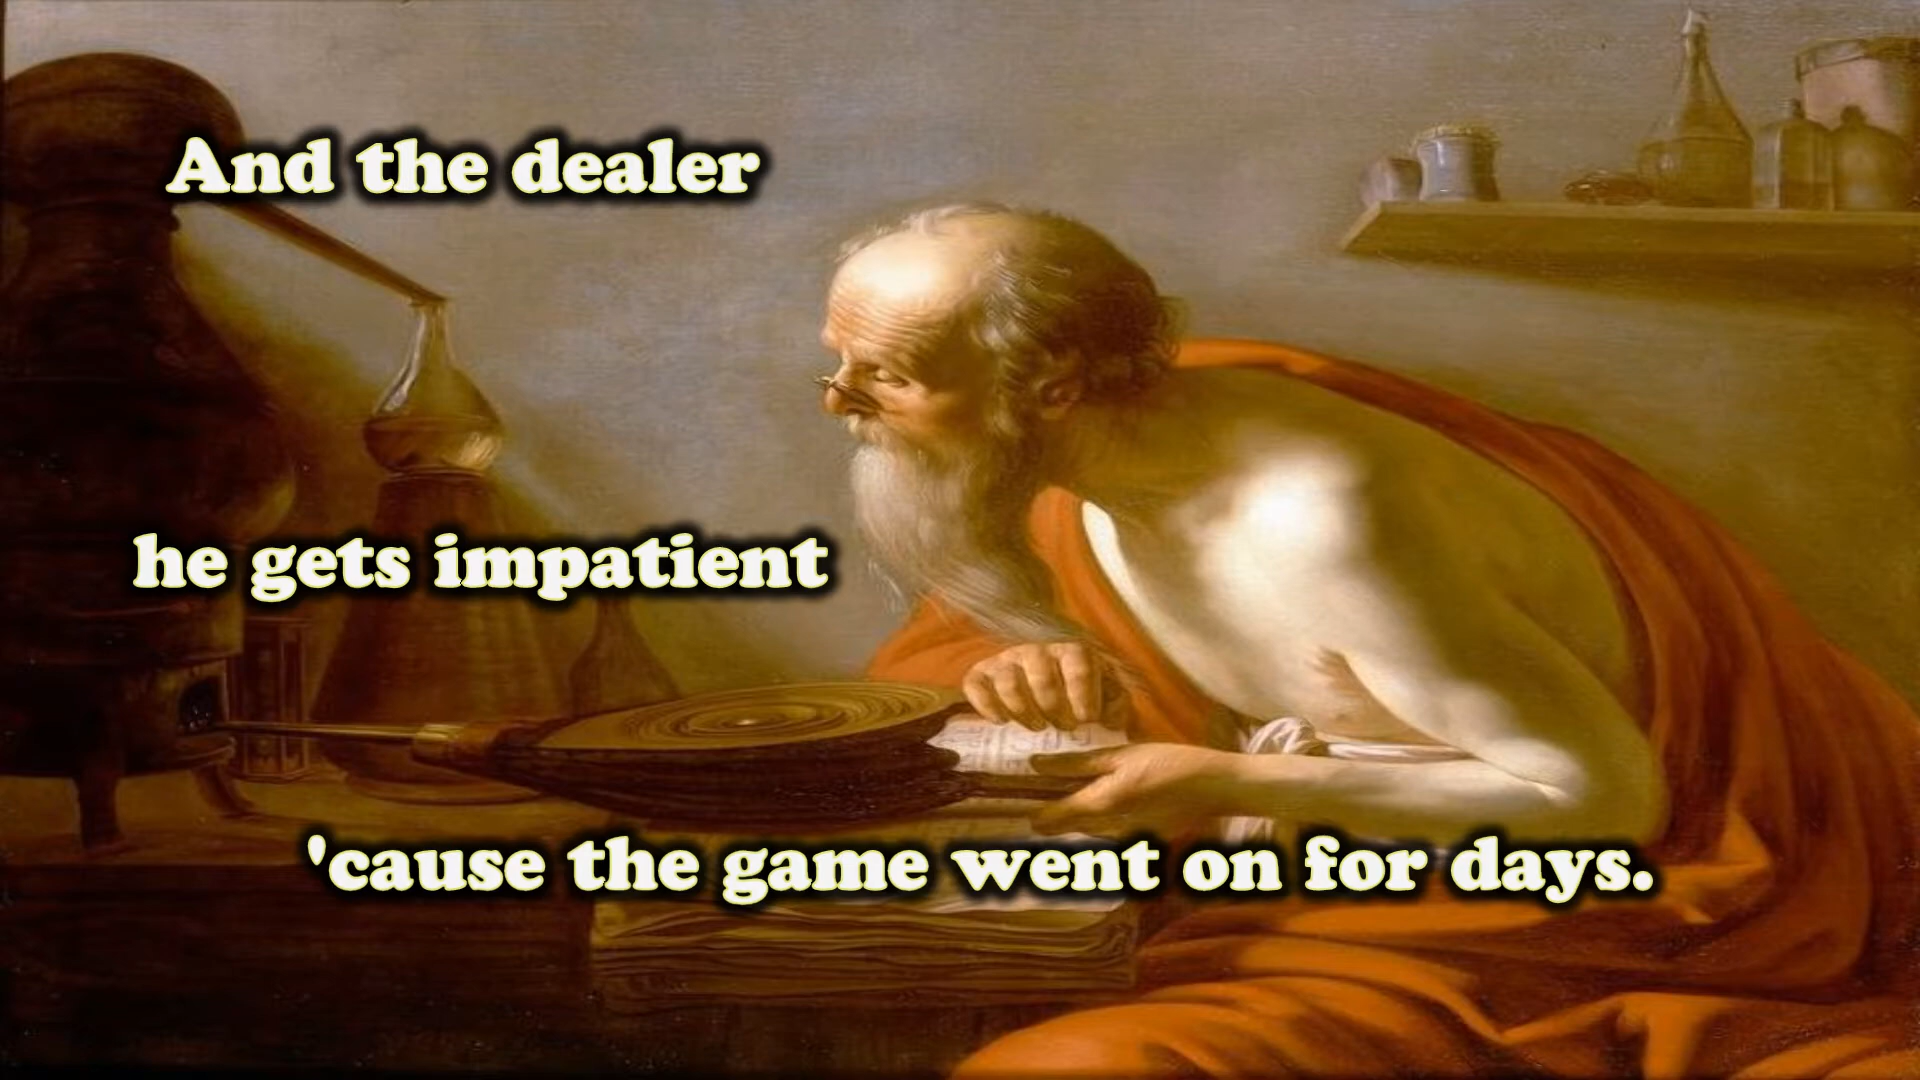 And the dealer
he gets impatient
'cause the game went on for days.